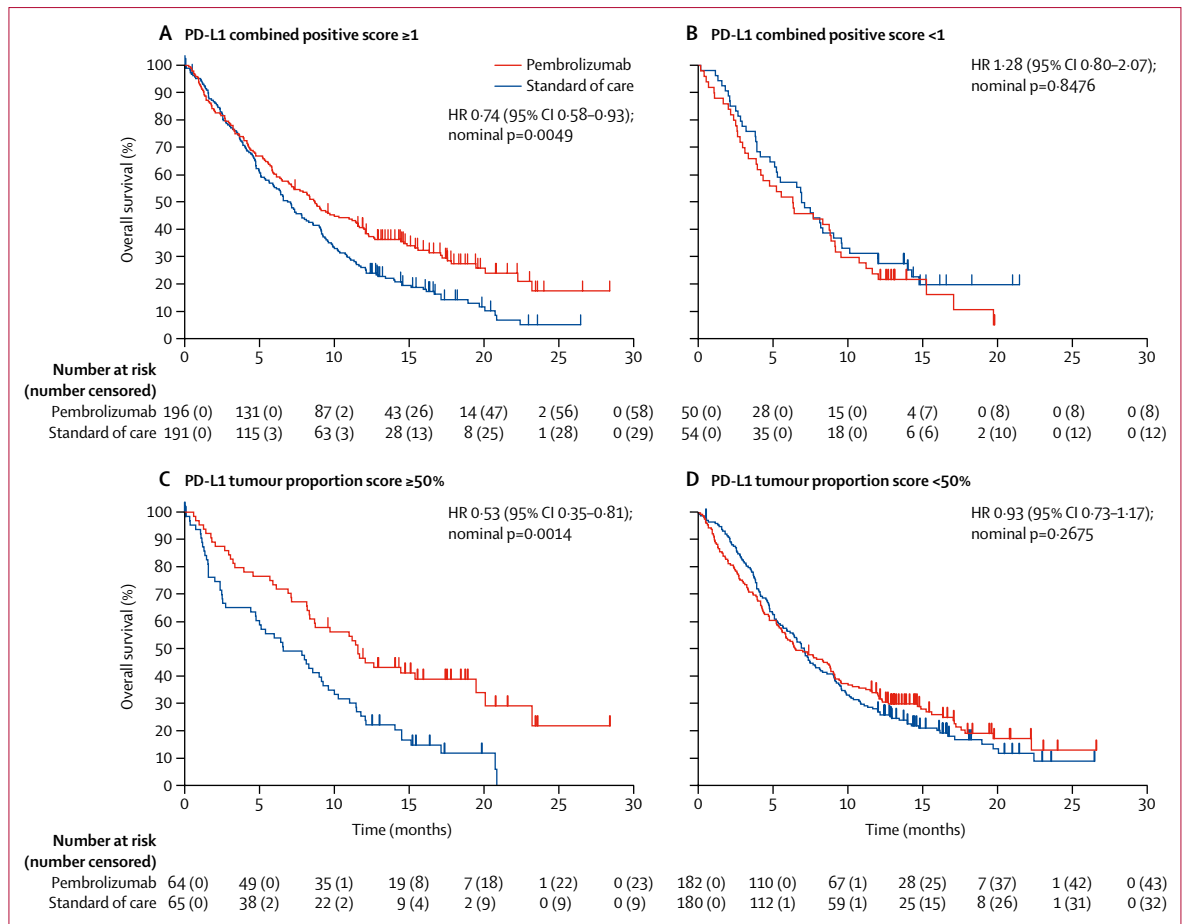 A PD-L1 combined positive score ≥1
B PD-L1 combined positive score <1
Pembrolizumab
Standard of care
HR 0·74 (95% CI 0·58–0·93);
nominal p=0·0049
HR 1·28 (95% CI 0·80–2·07);
nominal p=0·8476
Overall survival (%)
100
90
80
70
60
50
40
30
20
10
0
0 5 10 15 20 25 30
0 5 10 15 20 25 30
Number at risk
(number censored)
Pembrolizumab 196 (0) 131 (0) 87 (2) 43 (26) 14 (47) 2 (56) 0 (58) 50 (0) 28 (0) 15 (0) 4 (7) 0 (8) 0 (8) 0 (8)
Standard of care 191 (0) 115 (3) 63 (3) 28 (13) 8 (25) 1 (28) 0 (29) 54 (0) 35 (0) 18 (0) 6 (6) 2 (10) 0 (12) 0 (12)
C PD-L1 tumour proportion score ≥50%
D PD-L1 tumour proportion score <50%
HR 0·53 (95% CI 0·35–0·81);
nominal p=0·0014
HR 0·93 (95% CI 0·73–1·17);
nominal p=0·2675
Overall survival (%)
100
90
80
70
60
50
40
30
20
10
0
0 5 10 15 20 25 30
0 5 10 15 20 25 30
Time (months)
Time (months)
Number at risk
(number censored)
Pembrolizumab 64 (0) 49 (0) 35 (1) 19 (8) 7 (18) 1 (22) 0 (23) 182 (0) 110 (0) 67 (1) 28 (25) 7 (37) 1 (42) 0 (43)
Standard of care 65 (0) 38 (2) 22 (2) 9 (4) 2 (9) 0 (9) 0 (9) 180 (0) 112 (1) 59 (1) 25 (15) 8 (26) 1 (31) 0 (32)